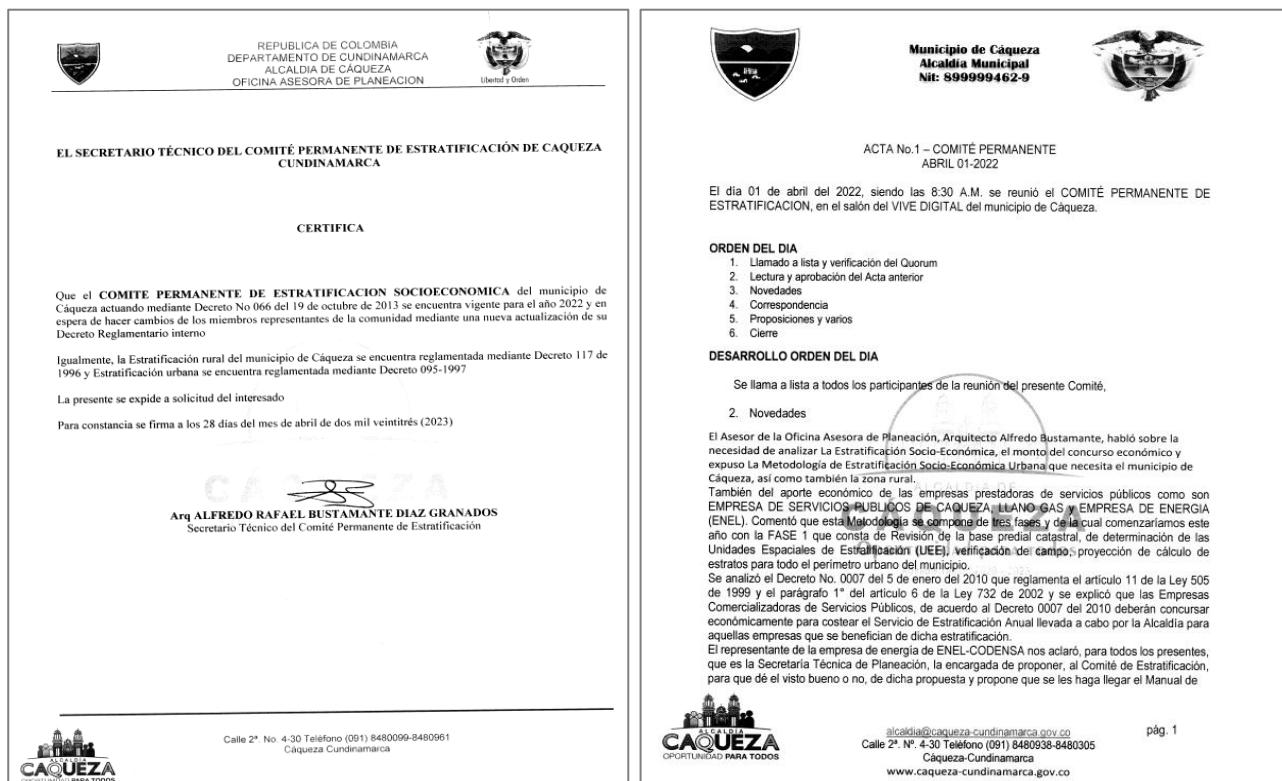 REPUBLICA DE COLOMBIA
DEPARTAMENTO DE CUNDINAMARCA
ALCALDIA DE CÁQUEZA
OFICINA ASESORA DE PLANEACION
Libertad y Orden
EL SECRETARIO TÉCNICO DEL COMITÉ PERMANENTE DE ESTRATIFICACIÓN DE CAQUEZA
CUNDINAMARCA
CERTIFICA
Que el COMITE PERMANENTE DE ESTRATIFICACION SOCIOECONOMICA del municipio de
Cáqueza actuando mediante Decreto No 066 del 19 de octubre de 2013 se encuentra vigente para el año 2022 y en
espera de hacer cambios de los miembros representantes de la comunidad mediante una nueva actualización de su
Decreto Reglamentario interno
Igualmente, la Estratificación rural del municipio de Cáqueza se encuentra reglamentada mediante Decreto 117 de
1996 y Estratificación urbana se encuentra reglamentada mediante Decreto 095-1997
La presente se expide a solicitud del interesado
Para constancia se firma a los 28 días del mes de abril de dos mil veintitrés (2023)
CÁQUEZA
Arq ALFREDO RAFAEL BUSTAMANTE DIAZ GRANADOS
Secretario Técnico del Comité Permanente de Estratificación
Calle 2ª. No. 4-30 Teléfono (091) 8480099-8480961
Cáqueza Cundinamarca
ALCALDÍA
CAQUEZA
OPORTUNIDAD PARA TODOS
Municipio de Cáqueza
Alcaldía Municipal
Nit: 899999462-9
ACTA No.1 – COMITÉ PERMANENTE
ABRIL 01-2022
El día 01 de abril del 2022, siendo las 8:30 A.M. se reunió el COMITÉ PERMANENTE DE
ESTRATIFICACION, en el salón del VIVE DIGITAL del municipio de Cáqueza.
ORDEN DEL DIA
1. Llamado a lista y verificación del Quorum
2. Lectura y aprobación del Acta anterior
3. Novedades
4. Correspondencia
5. Proposiciones y varios
6. Cierre
DESARROLLO ORDEN DEL DIA
Se llama a lista a todos los participantes de la reunión del presente Comité,
2. Novedades
El Asesor de la Oficina Asesora de Planeación, Arquitecto Alfredo Bustamante, habló sobre la
necesidad de analizar La Estratificación Socio-Económica, el monto del concurso económico y
expuso La Metodología de Estratificación Socio-Económica Urbana que necesita el municipio de
Cáqueza, así como también la zona rural.
También del aporte económico de las empresas prestadoras de servicios públicos como son
EMPRESA DE SERVICIOS PUBLICOS DE CAQUEZA, LLANO GAS y EMPRESA DE ENERGIA
(ENEL). Comentó que esta Metodología se compone de tres fases y de la cual comenzaríamos este
año con la FASE 1 que consta de Revisión de la base predial catastral, de determinación de las
Unidades Espaciales de Estratificación (UEE), verificación de campo, proyección de cálculo de
estratos para todo el perímetro urbano del municipio.
Se analizó el Decreto No. 0007 del 5 de enero del 2010 que reglamenta el artículo 11 de la Ley 505
de 1999 y el parágrafo 1° del artículo 6 de la Ley 732 de 2002 y se explicó que las Empresas
Comercializadoras de Servicios Públicos, de acuerdo al Decreto 0007 del 2010 deberán concursar
económicamente para costear el Servicio de Estratificación Anual llevada a cabo por la Alcaldía para
aquellas empresas que se benefician de dicha estratificación.
El representante de la empresa de energía de ENEL-CODENSA nos aclaró, para todos los presentes,
que es la Secretaría Técnica de Planeación, la encargada de proponer, al Comité de Estratificación,
para que dé el visto bueno o no, de dicha propuesta y propone que se les haga llegar el Manual de
ALCALDÍA DE
CÁQUEZA
ALCALDÍA
CAQUEZA
OPORTUNIDAD PARA TODOS
alcaldia@caqueza-cundinamarca.gov.co
Calle 2ª. Nº. 4-30 Teléfono (091) 8480938-8480305
Cáqueza-Cundinamarca
www.caqueza-cundinamarca.gov.co
pág. 1